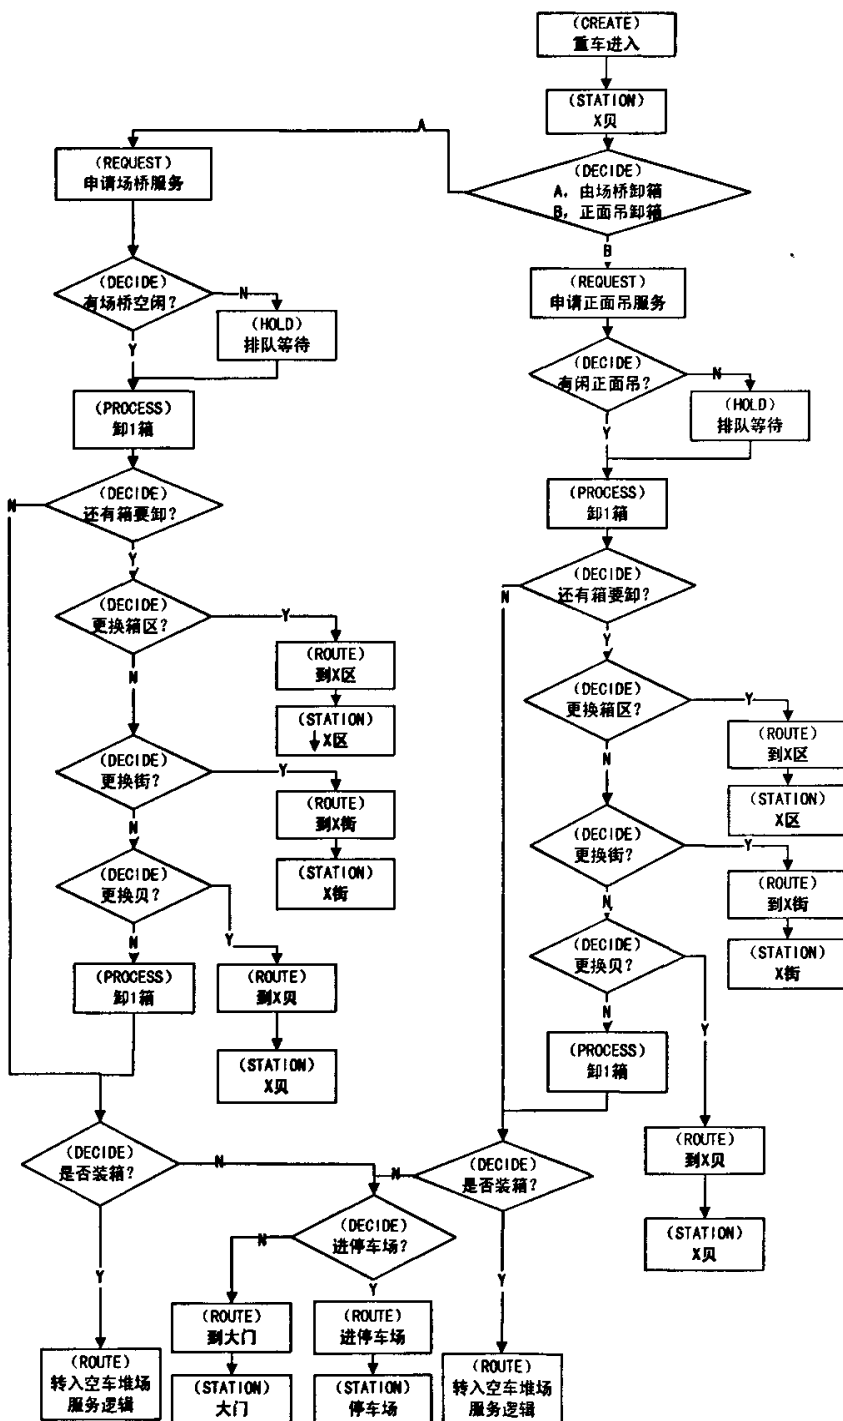 (CREATE)
重车进入
(STATION)
X贝
(DECIDE)
A，由场桥卸箱
B，正面吊卸箱
A
B
(REQUEST)
申请场桥服务
(DECIDE)
有场桥空闲？
N
(HOLD)
排队等待
Y
(PROCESS)
卸1箱
(DECIDE)
还有箱要卸？
N
Y
(DECIDE)
更换箱区？
Y
(ROUTE)
到X区
(STATION)
X区
N
(DECIDE)
更换街？
Y
(ROUTE)
到X街
(STATION)
X街
N
(DECIDE)
更换贝？
Y
(ROUTE)
到X贝
(STATION)
X贝
N
(PROCESS)
卸1箱
(DECIDE)
是否装箱？
N
Y
(ROUTE)
转入空车堆场
服务逻辑
(REQUEST)
申请正面吊服务
(DECIDE)
有闲正面吊？
N
(HOLD)
排队等待
Y
(PROCESS)
卸1箱
(DECIDE)
还有箱要卸？
N
Y
(DECIDE)
更换箱区？
Y
(ROUTE)
到X区
(STATION)
X区
N
(DECIDE)
更换街？
Y
(ROUTE)
到X街
(STATION)
X街
N
(DECIDE)
更换贝？
Y
(ROUTE)
到X贝
(STATION)
X贝
N
(PROCESS)
卸1箱
(DECIDE)
是否装箱？
N
Y
(ROUTE)
转入空车堆场
服务逻辑
(DECIDE)
进停车场？
N
(ROUTE)
到大门
(STATION)
大门
Y
(ROUTE)
进停车场
(STATION)
停车场